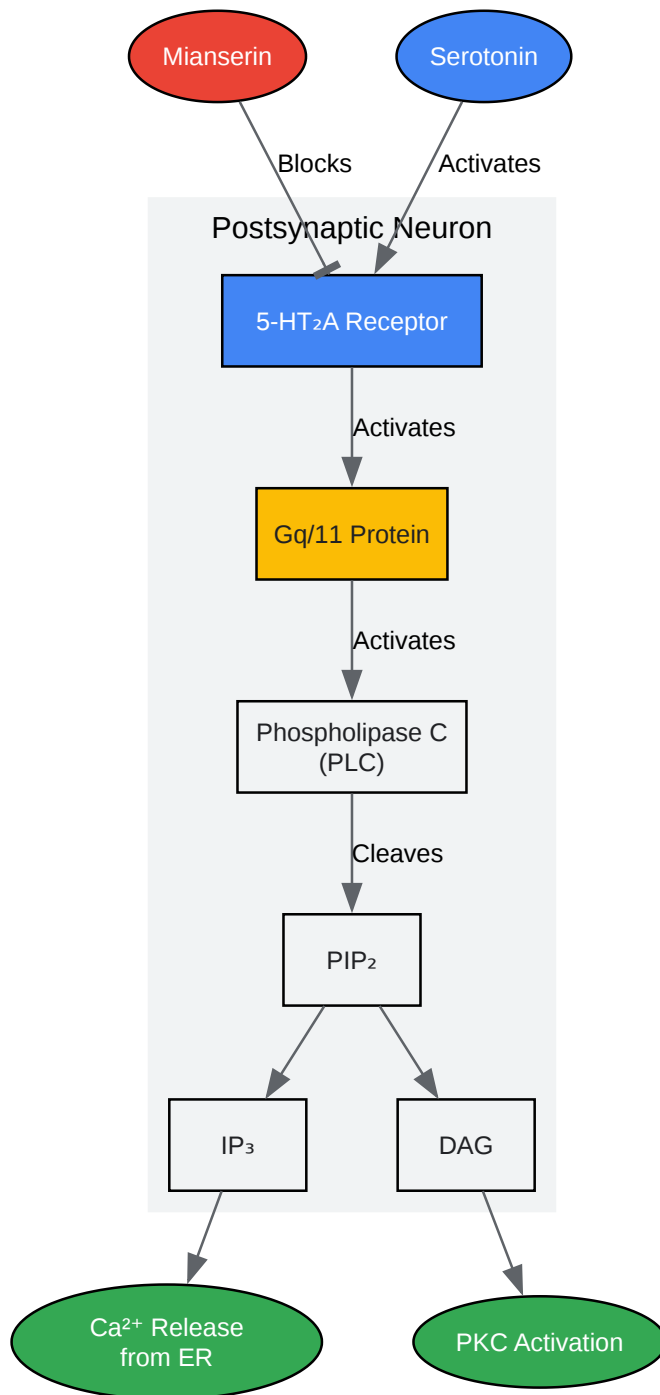 Mianserin
Serotonin
Blocks
Activates
Postsynaptic Neuron
5-HT₂A Receptor
Activates
Gq/11 Protein
Activates
Phospholipase C
(PLC)
Cleaves
PIP₂
IP₃
DAG
Ca²⁺ Release
from ER
PKC Activation